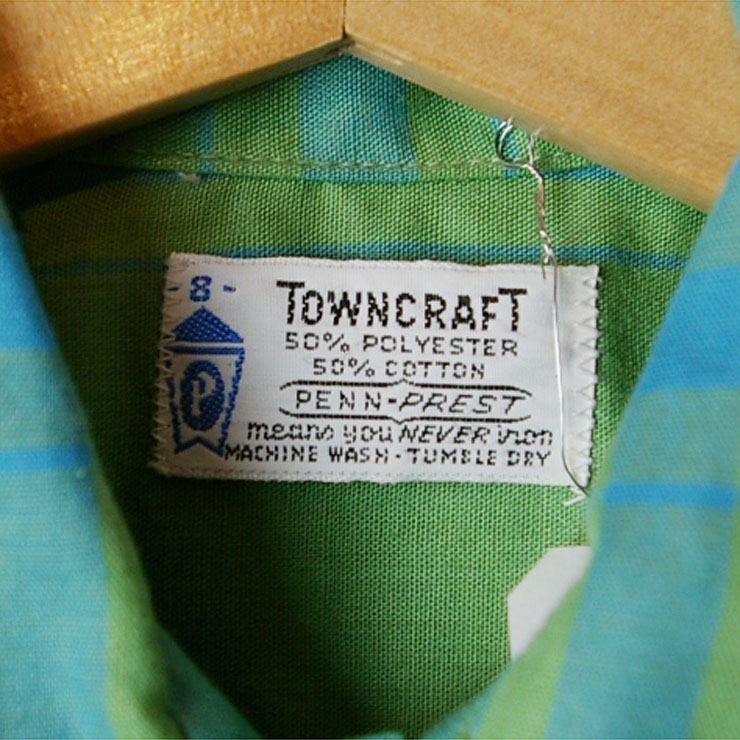 - 8 -
TOWNCRAFT
50% POLYESTER
50% COTTON
PENN-PREST
means you NEVER iron
MACHINE WASH - TUMBLE DRY
P